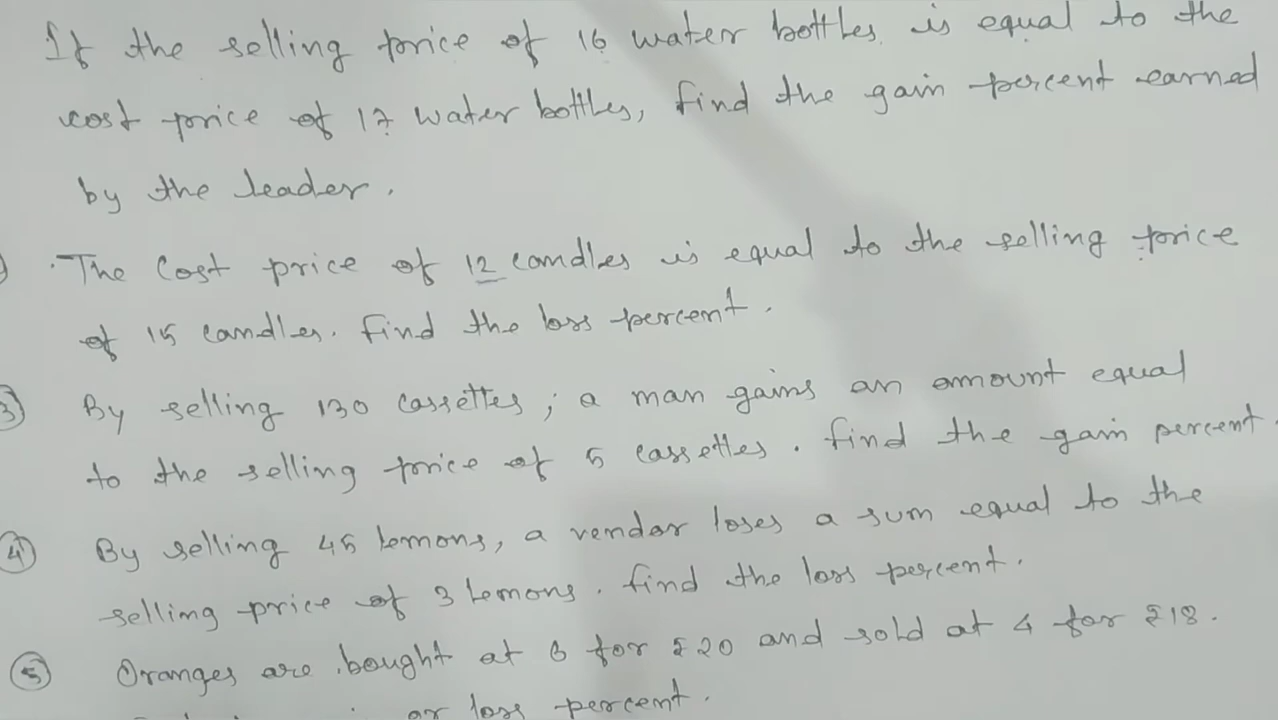 If the selling price of 16 water bottles is equal to the
cost price of 17 water bottles, find the gain percent earned
by the leader.
The Cost price of 12 candles is equal to the selling price
of 15 candles. find the loss percent.
3 By selling 130 cassettes, a man gains an amount equal
to the selling price of 5 cassettes. find the gain percent.
4 By selling 45 lemons, a vendor loses a sum equal to the
selling price of 3 lemons. find the loss percent.
5 Oranges are bought at 6 for ₹20 and sold at 4 for ₹18.
or loss percent.